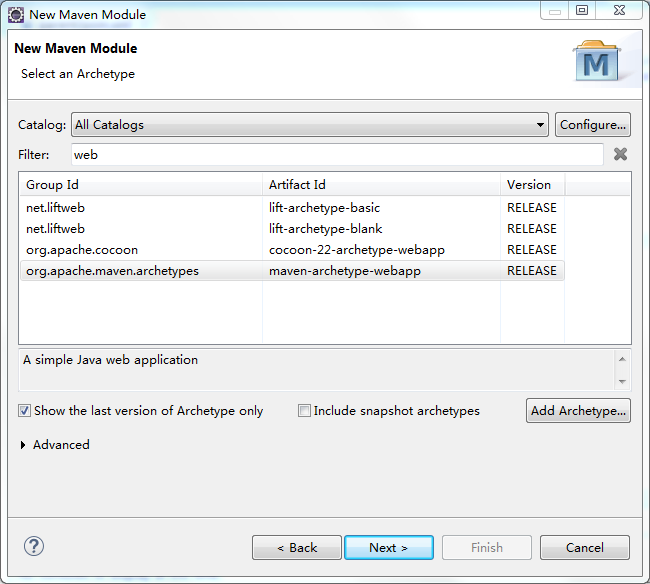 New Maven Module
New Maven Module
Select an Archetype
M
Catalog: All Catalogs Configure...
Filter: web
Group Id Artifact Id Version
net.liftweb lift-archetype-basic RELEASE
net.liftweb lift-archetype-blank RELEASE
org.apache.cocoon cocoon-22-archetype-webapp RELEASE
org.apache.maven.archetypes maven-archetype-webapp RELEASE
A simple Java web application
Show the last version of Archetype only Include snapshot archetypes Add Archetype...
Advanced
? < Back Next > Finish Cancel